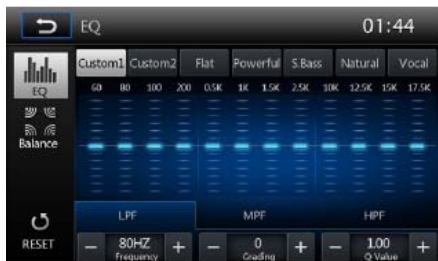 EQ 01:44
Custom1 Custom2 Flat Powerful S.Bass Natural Vocal
60 80 100 200 0.5K 1K 1.5K 2.5K 10K 12.5K 15K 17.5K
EQ
Balance
LPF MPF HPF
RESET
− 80HZ + − 0 + − 1.00 +
Frequency Grading Q Value